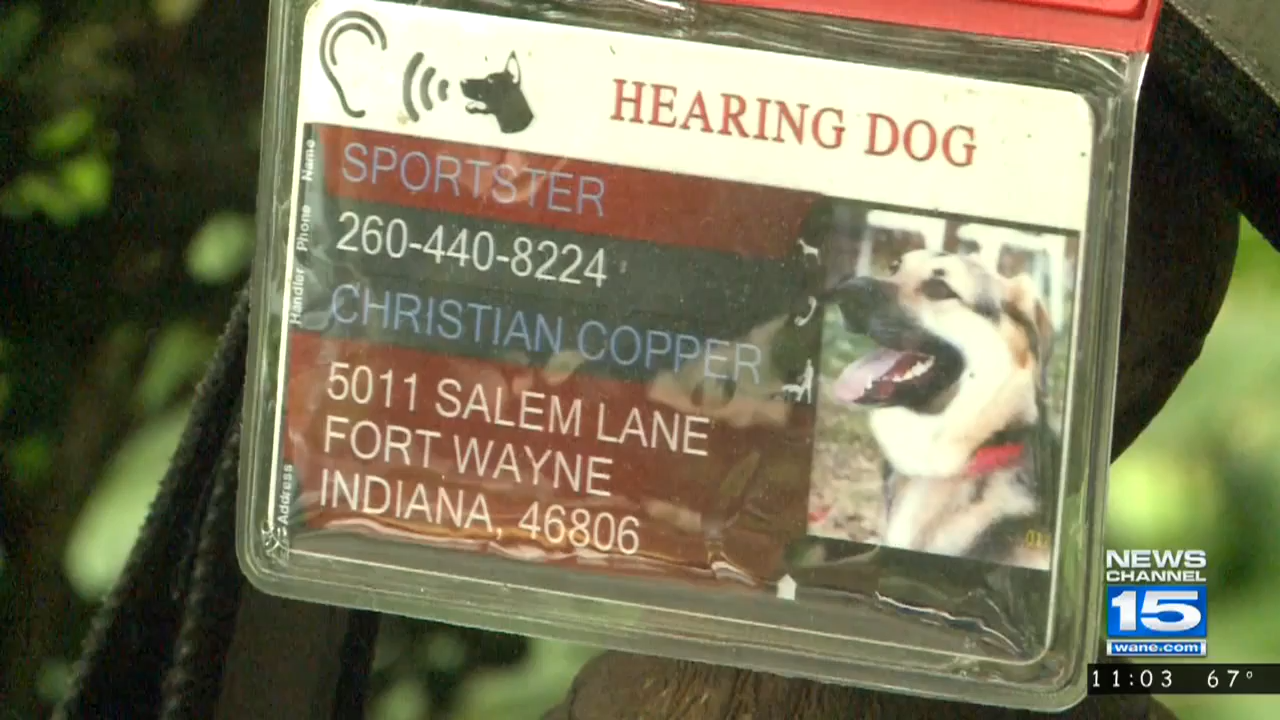 HEARING DOG
Name
SPORTSTER
Phone
260-440-8224
Handler
CHRISTIAN COPPER
Address
5011 SALEM LANE
FORT WAYNE
INDIANA, 46806
NEWS
CHANNEL
15
wane.com
11:03 67°